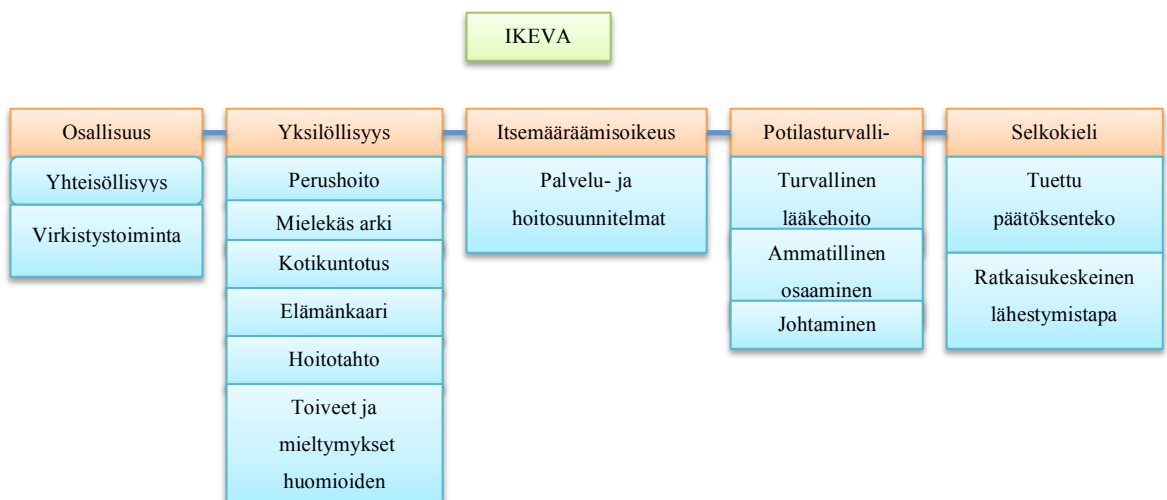 IKEVA
Osallisuus
Yhteisöllisyys
Virkistystoiminta
Yksilöllisyys
Perushoito
Mielekäs arki
Kotikuntotus
Elämänkaari
Hoitotahto
Toiveet ja
mieltymykset
huomioiden
Itsemääräämisoikeus
Palvelu- ja
hoitosuunnitelmat
Potilasturvalli-
Turvallinen
lääkehoito
Ammatillinen
osaaminen
Johtaminen
Selkokieli
Tuettu
päätöksenteko
Ratkaisukeskeinen
lähestymistapa